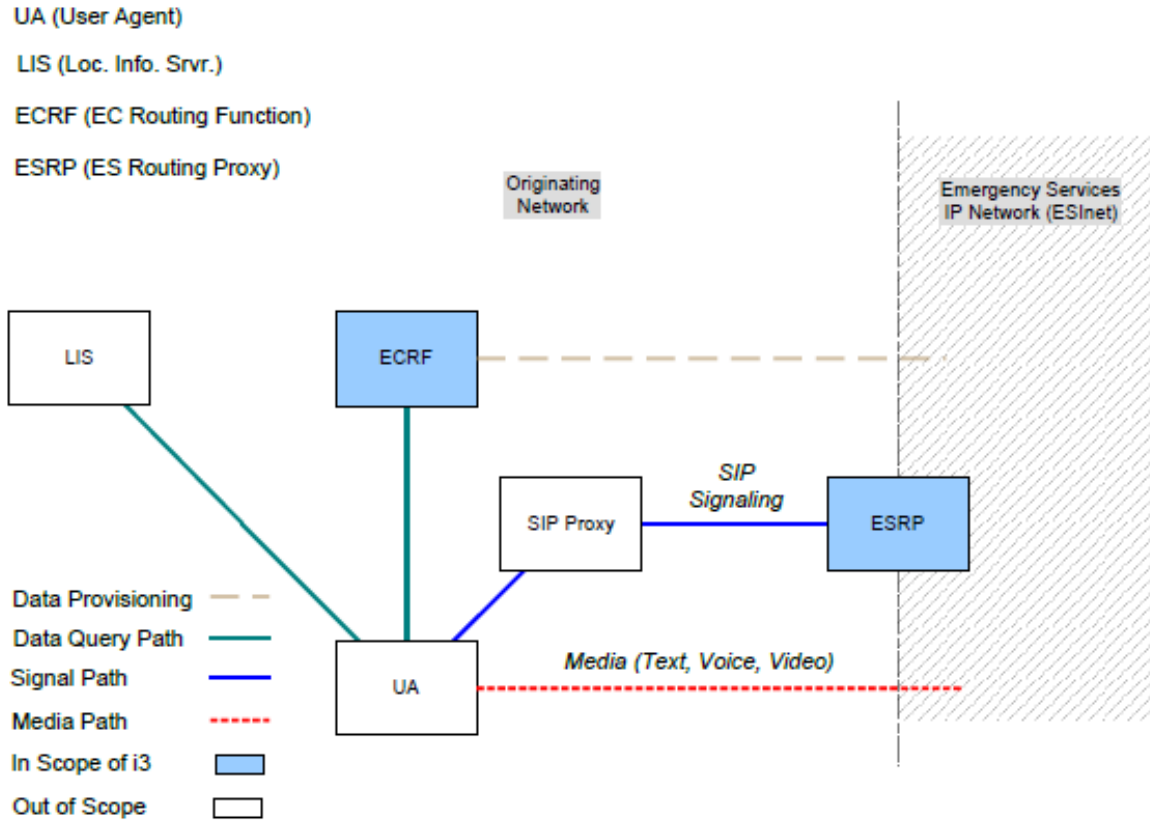 UA (User Agent)
LIS (Loc. Info. Srvr.)
ECRF (EC Routing Function)
ESRP (ES Routing Proxy)
Originating
Network
Emergency Services
IP Network (ESInet)
LIS
ECRF
SIP
Signaling
SIP Proxy
ESRP
Data Provisioning
Data Query Path
Signal Path
Media Path
In Scope of i3
Out of Scope
UA
Media (Text, Voice, Video)